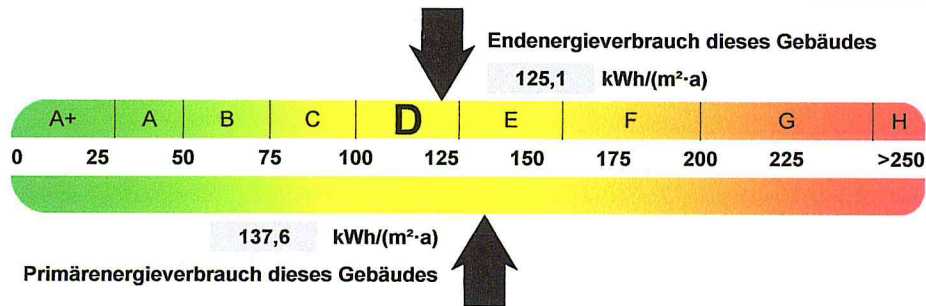 Endenergieverbrauch dieses Gebäudes
125,1 kWh/(m²·a)
A+ A B C D E F G H
0 25 50 75 100 125 150 175 200 225 >250
137,6 kWh/(m²·a)
Primärenergieverbrauch dieses Gebäudes